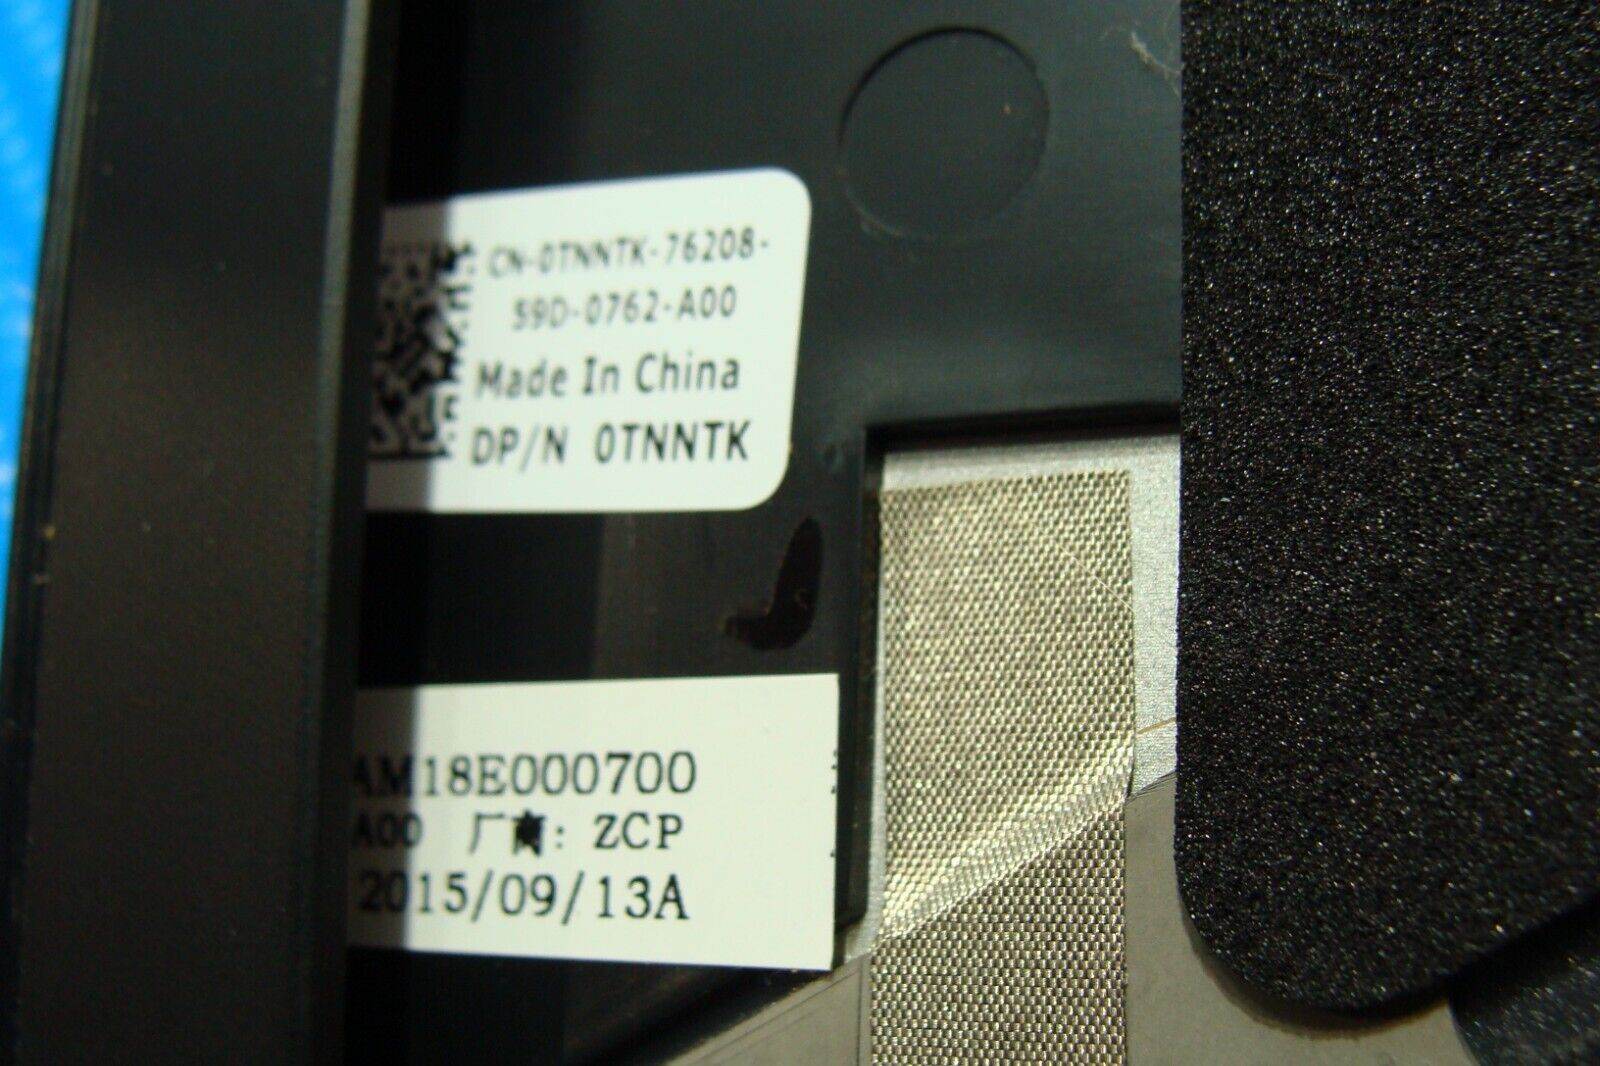 CN-0TNNTK-76208-
59D-0762-A00
Made In China
DP/N 0TNNTK
AM18E000700
A00 厂商: ZCP
2015/09/13A